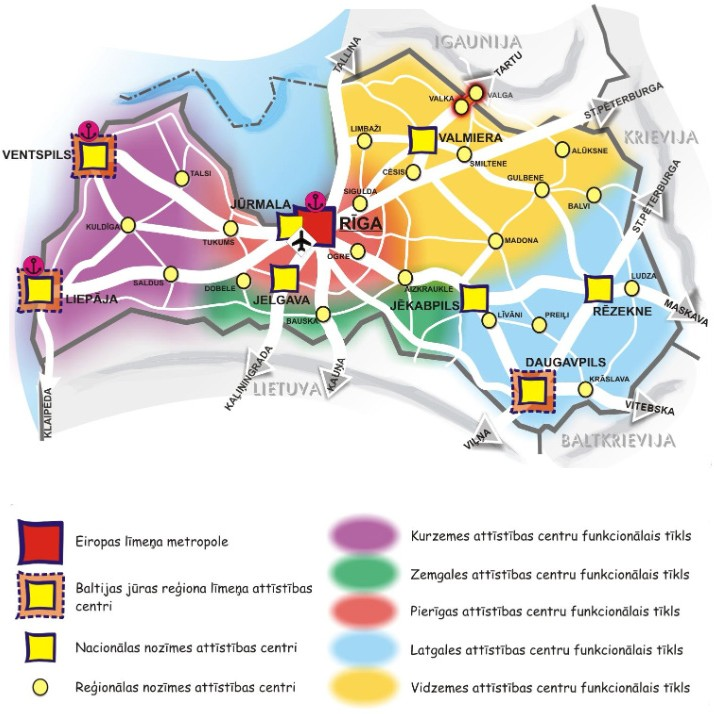 IGAUNIJA
TALLINA
TARTU
VALKA
VALGA
ST.PETERBURGA
KRIEVIJA
LIMBAŽI
VALMIERA
VENTSPILS
SMILTENE
ALŪKSNE
TALSI
CĒSIS
GULBENE
ST.PETERBURGA
SIGULDA
BALVI
JŪRMALA
RĪGA
KULDĪGA
TUKUMS
MADONA
OGRE
SALDUS
DOBELE
AIZKRAUKLE
LUDZA
LIEPĀJA
JELGAVA
JĒKABPILS
RĒZEKNE
MASKAVA
BAUSKA
LĪVĀNI
PREIĻI
DAUGAVPILS
KRĀSLAVA
KLAIPĒDA
KAĻIŅINGRADA
LIETUVA
KAUŅA
VITEBSKA
VIĻŅA
BALTKRIEVIJA
Eiropas līmeņa metropole
Baltijas jūras reģiona līmeņa attīstības
centri
Nacionālas nozīmes attīstības centri
Reģionālas nozīmes attīstības centri
Kurzemes attīstības centru funkcionālais tīkls
Zemgales attīstības centru funkcionālais tīkls
Pierīgas attīstības centru funkcionālais tīkls
Latgales attīstības centru funkcionālais tīkls
Vidzemes attīstības centru funkcionālais tīkls